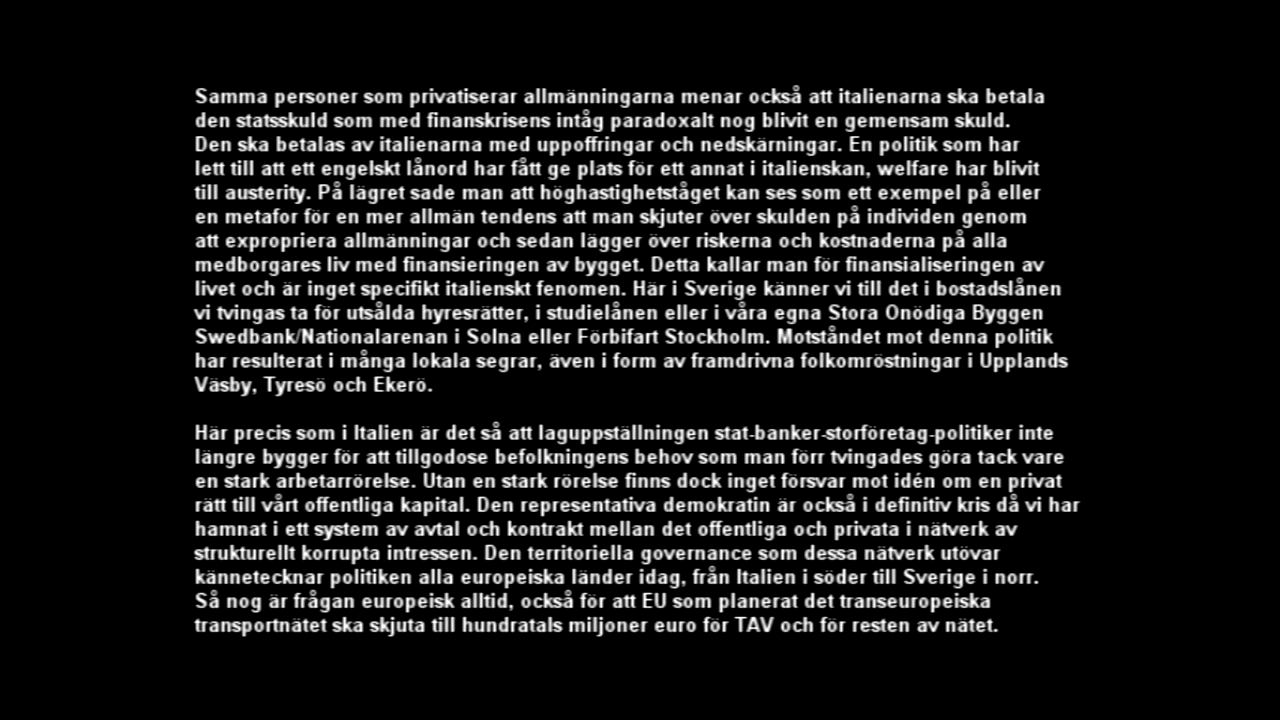 Samma personer som privatiserar allmänningarna menar också att italienarna ska betala
den statsskuld som med finanskrisens intåg paradoxalt nog blivit en gemensam skuld.
Den ska betalas av italienarna med uppoffringar och nedskärningar. En politik som har
lett till att ett engelskt lånord har fått ge plats för ett annat i italienskan, welfare har blivit
till austerity. På lägret sade man att höghastighetståget kan ses som ett exempel på eller
en metafor för en mer allmän tendens att man skjuter över skulden på individen genom
att expropriera allmänningar och sedan lägger över riskerna och kostnaderna på alla
medborgares liv med finansieringen av bygget. Detta kallar man för finansialiseringen av
livet och är inget specifikt italienskt fenomen. Här i Sverige känner vi till det i bostadslånen
vi tvingas ta för utsålda hyresrätter, i studielånen eller i våra egna Stora Onödiga Byggen
Swedbank/Nationalarenan i Solna eller Förbifart Stockholm. Motståndet mot denna politik
har resulterat i många lokala segrar, även i form av framdrivna folkomröstningar i Upplands
Väsby, Tyresö och Ekerö.
Här precis som i Italien är det så att laguppställningen stat-banker-storföretag-politiker inte
längre bygger för att tillgodose befolkningens behov som man förr tvingades göra tack vare
en stark arbetarrörelse. Utan en stark rörelse finns dock inget försvar mot idén om en privat
rätt till vårt offentliga kapital. Den representativa demokratin är också i definitiv kris då vi har
hamnat i ett system av avtal och kontrakt mellan det offentliga och privata i nätverk av
strukturellt korrupta intressen. Den territoriella governance som dessa nätverk utövar
kännetecknar politiken alla europeiska länder idag, från Italien i söder till Sverige i norr.
Så nog är frågan europeisk alltid, också för att EU som planerat det transeuropeiska
transportnätet ska skjuta till hundratals miljoner euro för TAV och för resten av nätet.